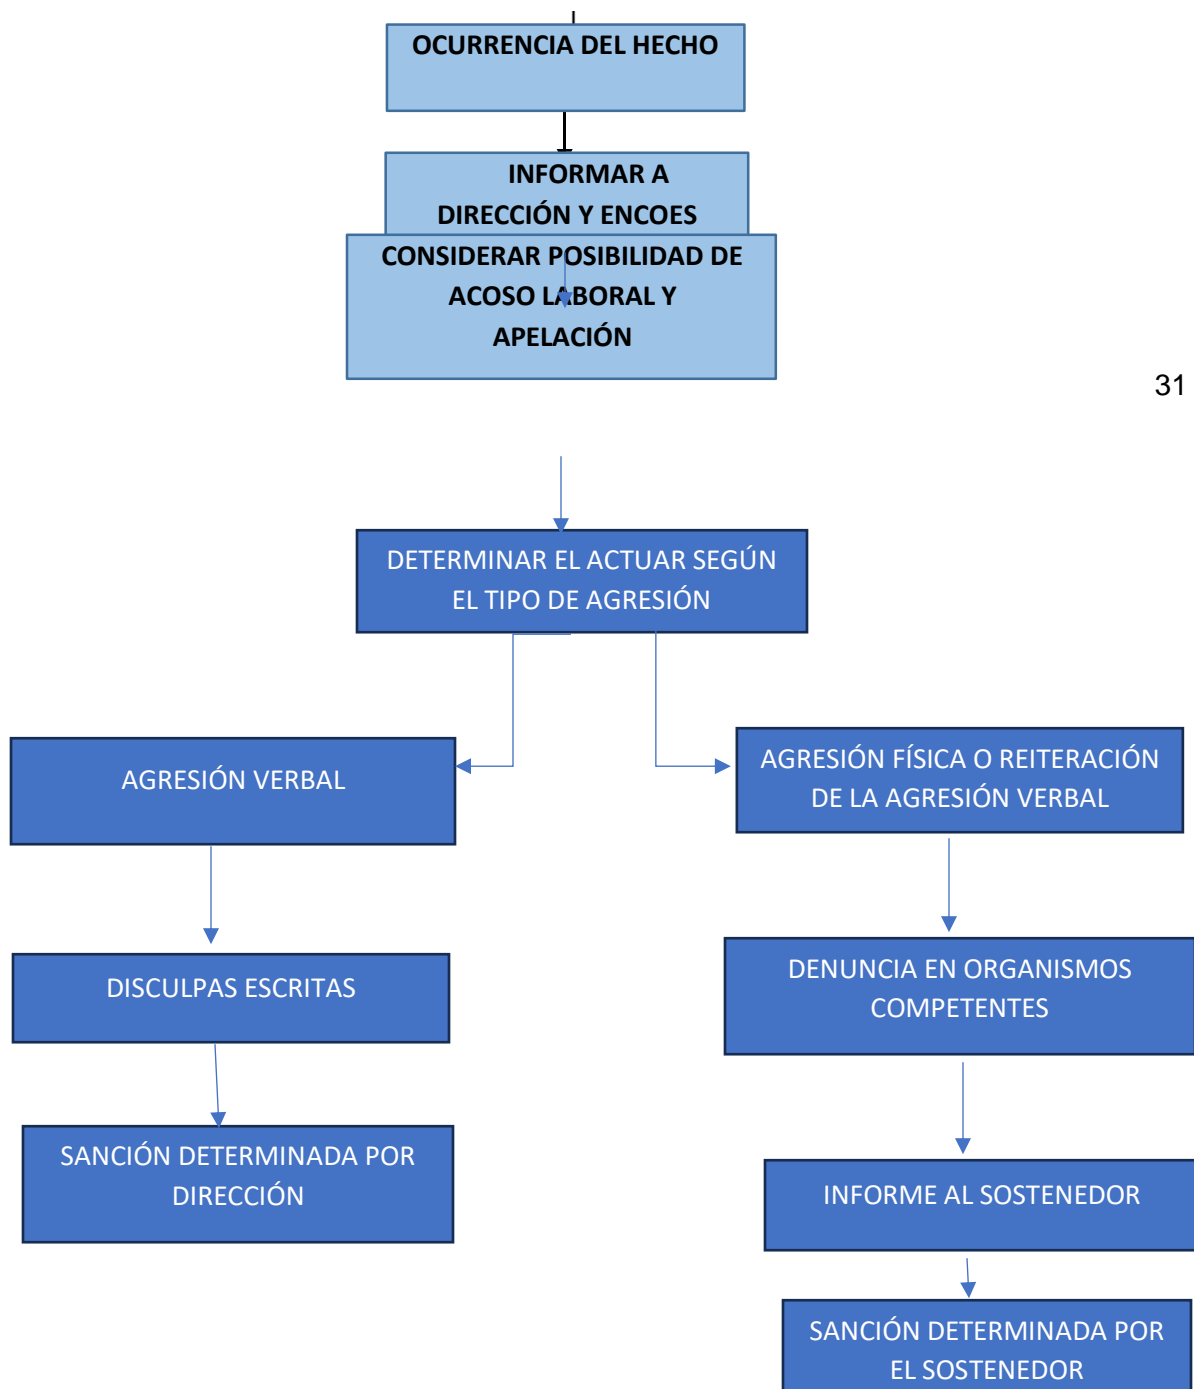 OCURRENCIA DEL HECHO
INFORMAR A
DIRECCIÓN Y ENCOES
CONSIDERAR POSIBILIDAD DE
ACOSO LABORAL Y
APELACIÓN
31
DETERMINAR EL ACTUAR SEGÚN
EL TIPO DE AGRESIÓN
AGRESIÓN VERBAL
AGRESIÓN FÍSICA O REITERACIÓN
DE LA AGRESIÓN VERBAL
DISCULPAS ESCRITAS
DENUNCIA EN ORGANISMOS
COMPETENTES
SANCIÓN DETERMINADA POR
DIRECCIÓN
INFORME AL SOSTENEDOR
SANCIÓN DETERMINADA POR
EL SOSTENEDOR